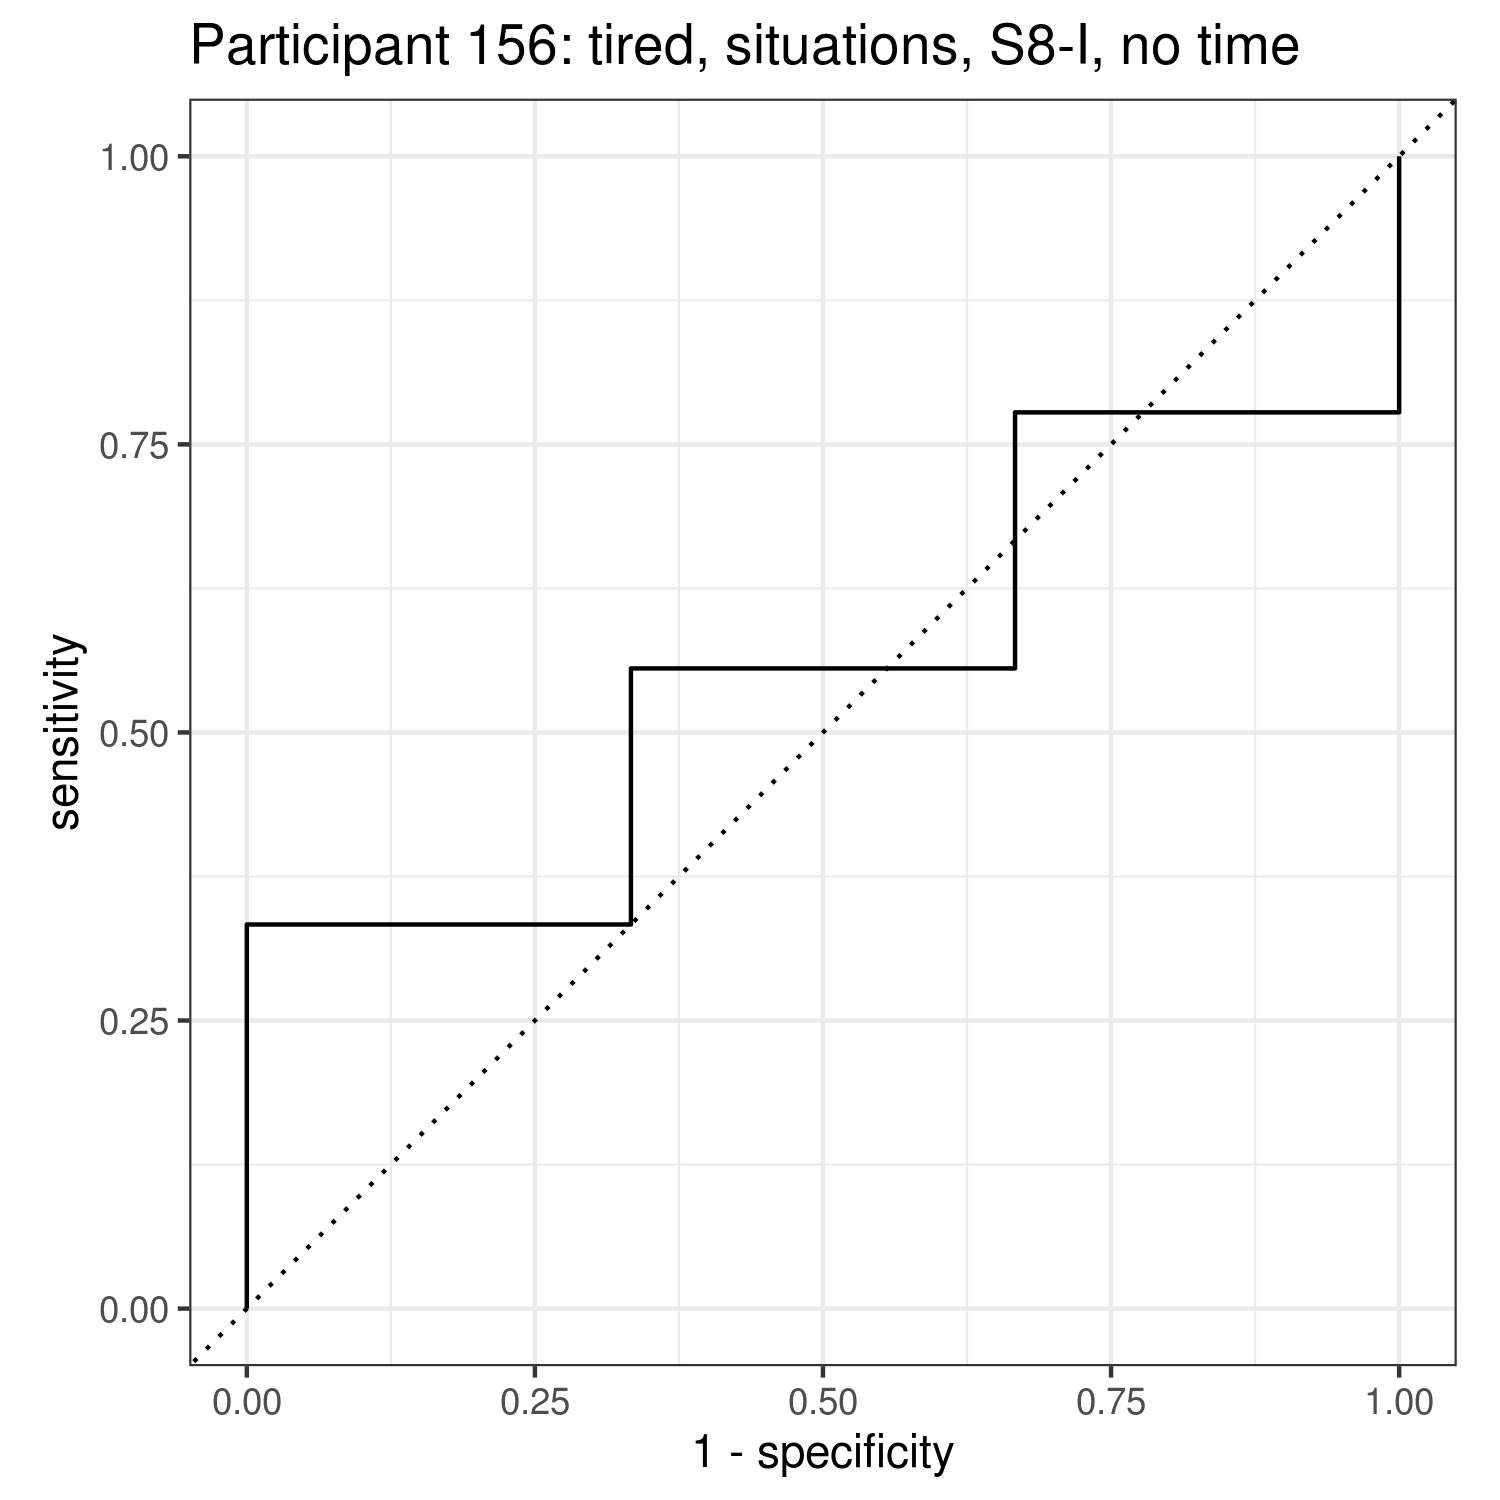 Participant 156: tired, situations, S8-I, no time
1.00
0.75
0.50
0.25
0.00
sensitivity
0.00 0.25 0.50 0.75 1.00
1 - specificity